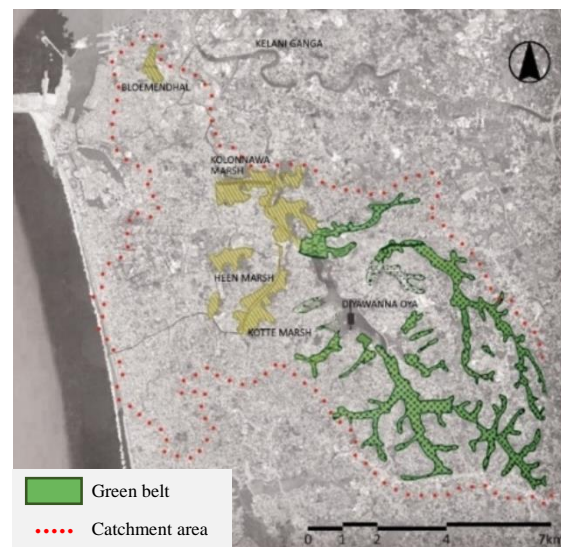 KELANI GANGA
BLOEMENDHAL
KOLONNAWA
MARSH
HEEN MARSH
DIYAWANNA OYA
KOTTE MARSH
Green belt
Catchment area
0 1 2 4 7km